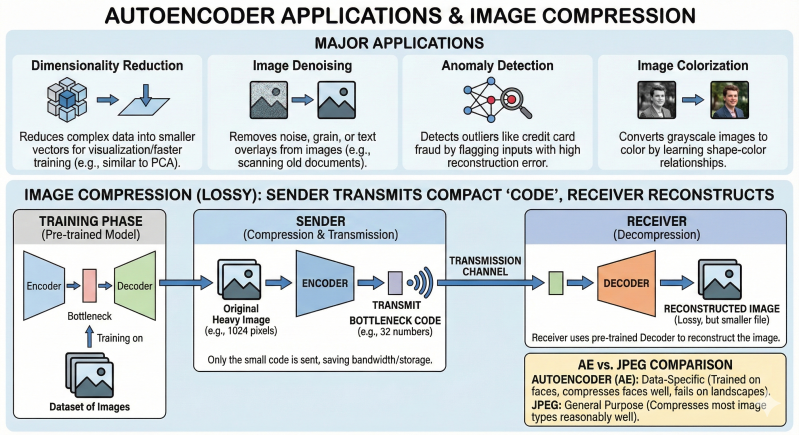 AUTOENCODER APPLICATIONS & IMAGE COMPRESSION
MAJOR APPLICATIONS
Dimensionality Reduction
Reduces complex data into smaller
vectors for visualization/faster
training (e.g., similar to PCA).
Image Denoising
Removes noise, grain, or text
overlays from images (e.g.,
scanning old documents).
Anomaly Detection
Detects outliers like credit card
fraud by flagging inputs with high
reconstruction error.
Image Colorization
Converts grayscale images to
color by learning shape-color
relationships.
IMAGE COMPRESSION (LOSSY): SENDER TRANSMITS COMPACT ‘CODE’, RECEIVER RECONSTRUCTS
TRAINING PHASE
(Pre-trained Model)
Encoder
Decoder
Bottleneck
Training on
Dataset of Images
SENDER
(Compression & Transmission)
Original
Heavy Image
(e.g., 1024 pixels)
ENCODER
TRANSMIT
BOTTLENECK CODE
(e.g., 32 numbers)
Only the small code is sent, saving bandwidth/storage.
TRANSMISSION
CHANNEL
RECEIVER
(Decompression)
DECODER
RECONSTRUCTED IMAGE
(Lossy, but smaller file)
Receiver uses pre-trained Decoder to reconstruct the image.
AE vs. JPEG COMPARISON
AUTOENCODER (AE): Data-Specific (Trained on
faces, compresses faces well, fails on landscapes).
JPEG: General Purpose (Compresses most image
types reasonably well).